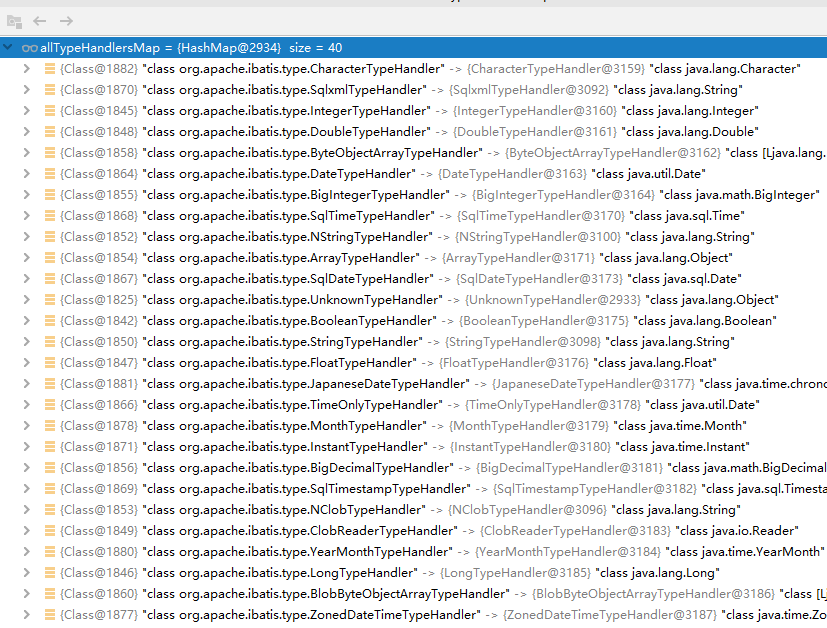 allTypeHandlersMap = {HashMap@2934} size = 40
{Class@1882} "class org.apache.ibatis.type.CharacterTypeHandler" -> {CharacterTypeHandler@3159} "class java.lang.Character"
{Class@1870} "class org.apache.ibatis.type.SqlxmlTypeHandler" -> {SqlxmlTypeHandler@3092} "class java.lang.String"
{Class@1845} "class org.apache.ibatis.type.IntegerTypeHandler" -> {IntegerTypeHandler@3160} "class java.lang.Integer"
{Class@1848} "class org.apache.ibatis.type.DoubleTypeHandler" -> {DoubleTypeHandler@3161} "class java.lang.Double"
{Class@1858} "class org.apache.ibatis.type.ByteObjectArrayTypeHandler" -> {ByteObjectArrayTypeHandler@3162} "class [Ljava.lang.
{Class@1864} "class org.apache.ibatis.type.DateTypeHandler" -> {DateTypeHandler@3163} "class java.util.Date"
{Class@1855} "class org.apache.ibatis.type.BigIntegerTypeHandler" -> {BigIntegerTypeHandler@3164} "class java.math.BigInteger"
{Class@1868} "class org.apache.ibatis.type.SqlTimeTypeHandler" -> {SqlTimeTypeHandler@3170} "class java.sql.Time"
{Class@1852} "class org.apache.ibatis.type.NStringTypeHandler" -> {NStringTypeHandler@3100} "class java.lang.String"
{Class@1854} "class org.apache.ibatis.type.ArrayTypeHandler" -> {ArrayTypeHandler@3171} "class java.lang.Object"
{Class@1867} "class org.apache.ibatis.type.SqlDateTypeHandler" -> {SqlDateTypeHandler@3173} "class java.sql.Date"
{Class@1825} "class org.apache.ibatis.type.UnknownTypeHandler" -> {UnknownTypeHandler@2933} "class java.lang.Object"
{Class@1842} "class org.apache.ibatis.type.BooleanTypeHandler" -> {BooleanTypeHandler@3175} "class java.lang.Boolean"
{Class@1850} "class org.apache.ibatis.type.StringTypeHandler" -> {StringTypeHandler@3098} "class java.lang.String"
{Class@1847} "class org.apache.ibatis.type.FloatTypeHandler" -> {FloatTypeHandler@3176} "class java.lang.Float"
{Class@1881} "class org.apache.ibatis.type.JapaneseDateTypeHandler" -> {JapaneseDateTypeHandler@3177} "class java.time.chrono
{Class@1866} "class org.apache.ibatis.type.TimeOnlyTypeHandler" -> {TimeOnlyTypeHandler@3178} "class java.util.Date"
{Class@1878} "class org.apache.ibatis.type.MonthTypeHandler" -> {MonthTypeHandler@3179} "class java.time.Month"
{Class@1871} "class org.apache.ibatis.type.InstantTypeHandler" -> {InstantTypeHandler@3180} "class java.time.Instant"
{Class@1856} "class org.apache.ibatis.type.BigDecimalTypeHandler" -> {BigDecimalTypeHandler@3181} "class java.math.BigDecimal
{Class@1869} "class org.apache.ibatis.type.SqlTimestampTypeHandler" -> {SqlTimestampTypeHandler@3182} "class java.sql.Timesta
{Class@1853} "class org.apache.ibatis.type.NClobTypeHandler" -> {NClobTypeHandler@3096} "class java.lang.String"
{Class@1849} "class org.apache.ibatis.type.ClobReaderTypeHandler" -> {ClobReaderTypeHandler@3183} "class java.io.Reader"
{Class@1880} "class org.apache.ibatis.type.YearMonthTypeHandler" -> {YearMonthTypeHandler@3184} "class java.time.YearMonth"
{Class@1846} "class org.apache.ibatis.type.LongTypeHandler" -> {LongTypeHandler@3185} "class java.lang.Long"
{Class@1860} "class org.apache.ibatis.type.BlobByteObjectArrayTypeHandler" -> {BlobByteObjectArrayTypeHandler@3186} "class [L
{Class@1877} "class org.apache.ibatis.type.ZonedDateTimeTypeHandler" -> {ZonedDateTimeTypeHandler@3187} "class java.time.Zo